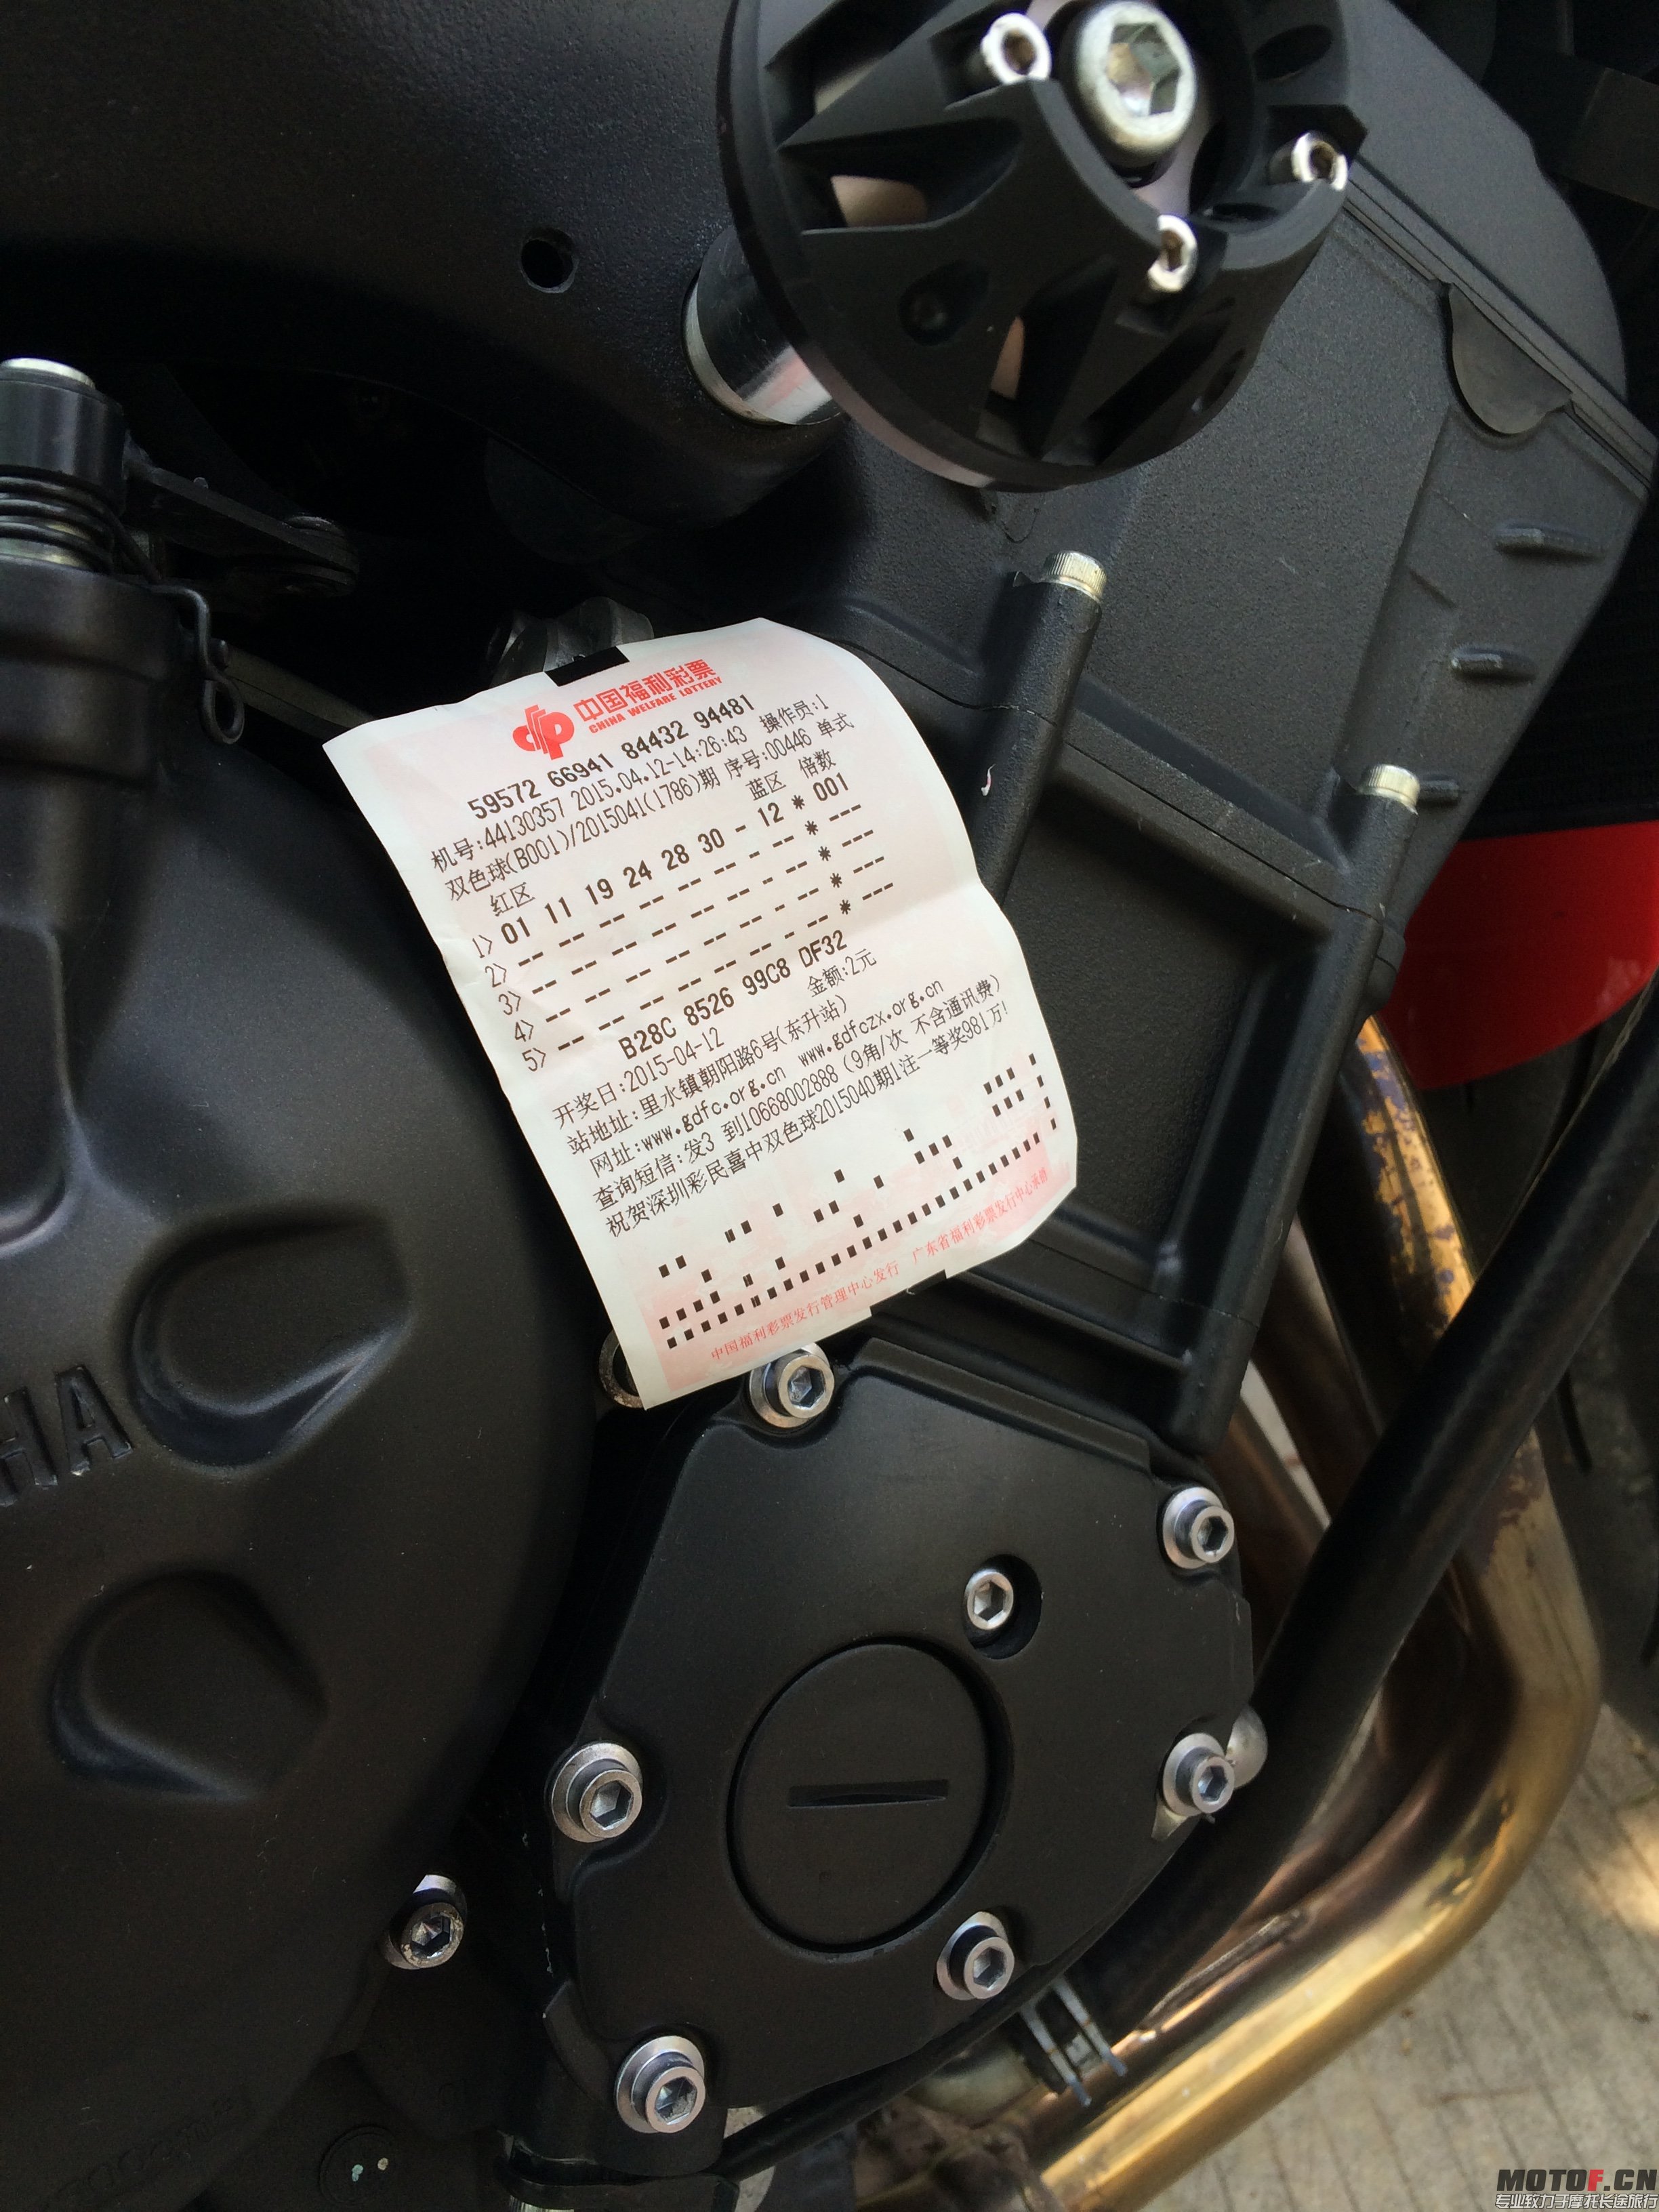 中国福利彩票
CHINA WELFARE LOTTERY
59572 66941 84432 94481
机号:44130357 2015.04.12-14:26:43 操作员:1
双色球(B001)/2015041(1786)期 序号:00446 单式
红区 蓝区 倍数
1> 01 11 19 24 28 30 - 12 * 001
2> -- -- -- -- -- -- - -- * ---
3> -- -- -- -- -- -- - -- * ---
4> -- -- -- -- -- -- - -- * ---
5> -- -- -- -- -- -- - -- * ---
B28C 8526 99C8 DF32
开奖日:2015-04-12 金额:2元
站地址:里水镇朝阳路6号(东升站)
网址:www.gdfc.org.cn www.gdfczx.org.cn
查询短信:发3 到10668002888 (9角/次 不含通讯费)
祝贺深圳彩民喜中双色球2015040期1注一等奖981万!
中国福利彩票发行管理中心发行 广东省福利彩票发行中心承销
HA
MOTOF.CN
专业致力于摩托长途旅行